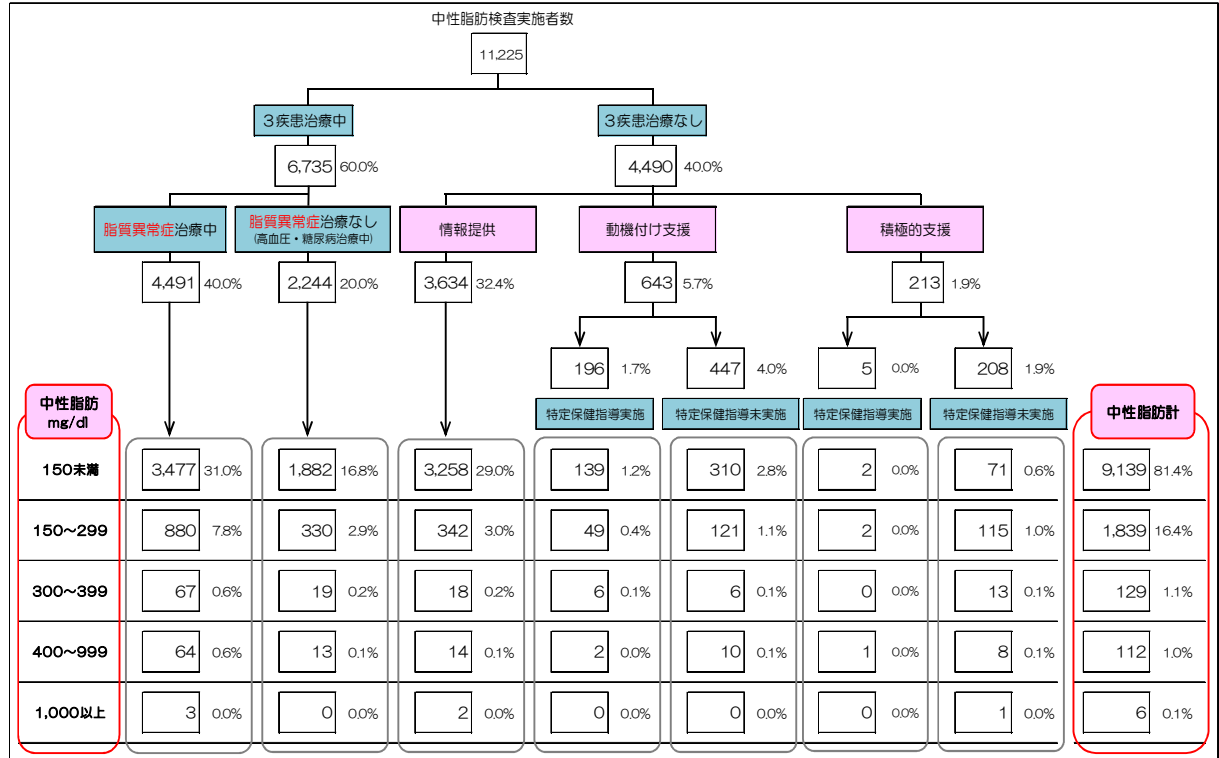 中性脂肪検査実施者数
11,225
３疾患治療中
３疾患治療なし
6,735 60.0%
4,490 40.0%
脂質異常症治療中
脂質異常症治療なし
(高血圧・糖尿病治療中)
情報提供
動機付け支援
積極的支援
4,491 40.0%
2,244 20.0%
3,634 32.4%
643 5.7%
213 1.9%
196 1.7%
447 4.0%
5 0.0%
208 1.9%
特定保健指導実施
特定保健指導未実施
特定保健指導実施
特定保健指導未実施
中性脂肪
mg/dl
中性脂肪計
150未満 3,477 31.0% 1,882 16.8% 3,258 29.0% 139 1.2% 310 2.8% 2 0.0% 71 0.6% 9,139 81.4%
150～299 880 7.8% 330 2.9% 342 3.0% 49 0.4% 121 1.1% 2 0.0% 115 1.0% 1,839 16.4%
300～399 67 0.6% 19 0.2% 18 0.2% 6 0.1% 6 0.1% 0 0.0% 13 0.1% 129 1.1%
400～999 64 0.6% 13 0.1% 14 0.1% 2 0.0% 10 0.1% 1 0.0% 8 0.1% 112 1.0%
1,000以上 3 0.0% 0 0.0% 2 0.0% 0 0.0% 0 0.0% 0 0.0% 1 0.0% 6 0.1%